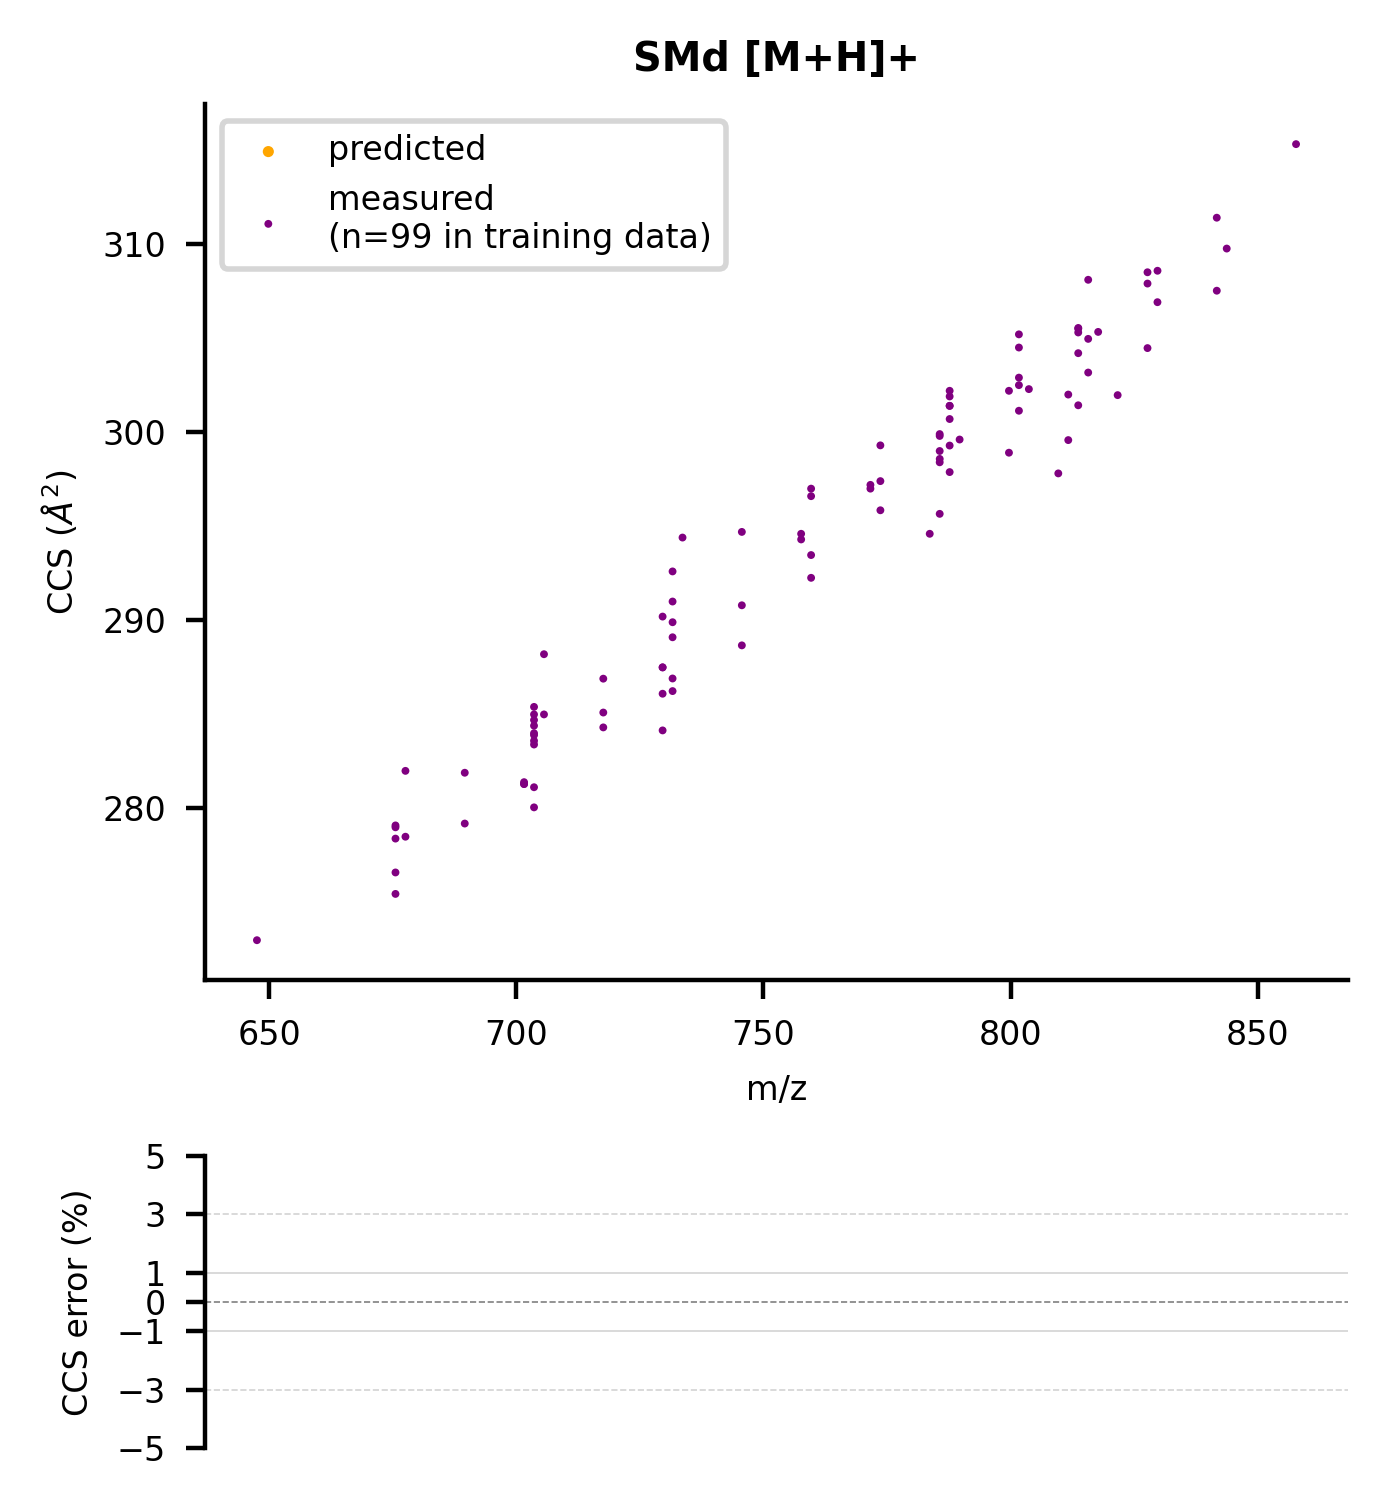 SMd [M+H]+
predicted
measured
(n=99 in training data)
310
300
290
280
CCS (Å²)
650 700 750 800 850
m/z
5
3
1
0
−1
−3
−5
CCS error (%)